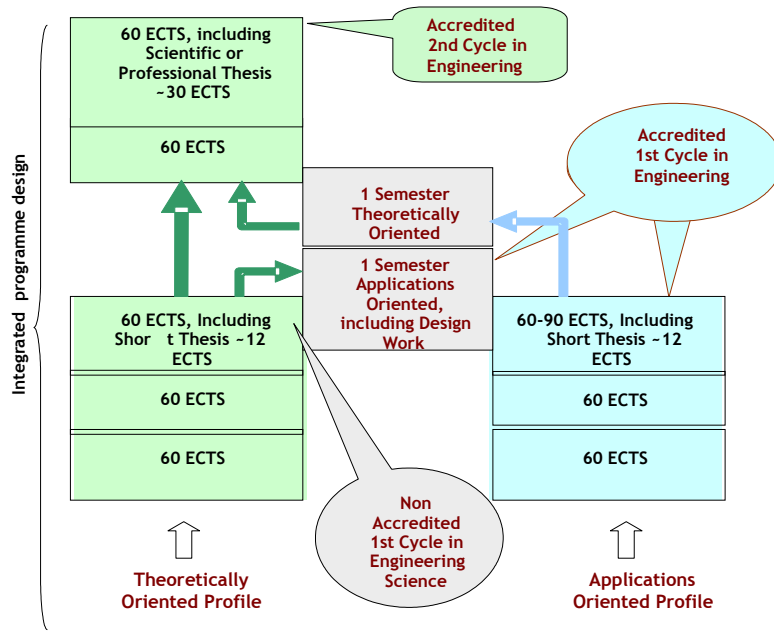 60 ECTS, including
Scientific or
Professional Thesis
~30 ECTS
60 ECTS
Accredited
2nd Cycle in
Engineering
Accredited
1st Cycle in
Engineering
1 Semester
Theoretically
Oriented
1 Semester
Applications
Oriented,
including Design
Work
Integrated programme design
60 ECTS, Including
Shor t Thesis ~12
ECTS
60 ECTS
60 ECTS
60-90 ECTS, Including
Short Thesis ~12
ECTS
60 ECTS
60 ECTS
Non
Accredited
1st Cycle in
Engineering
Science
Theoretically
Oriented Profile
Applications
Oriented Profile